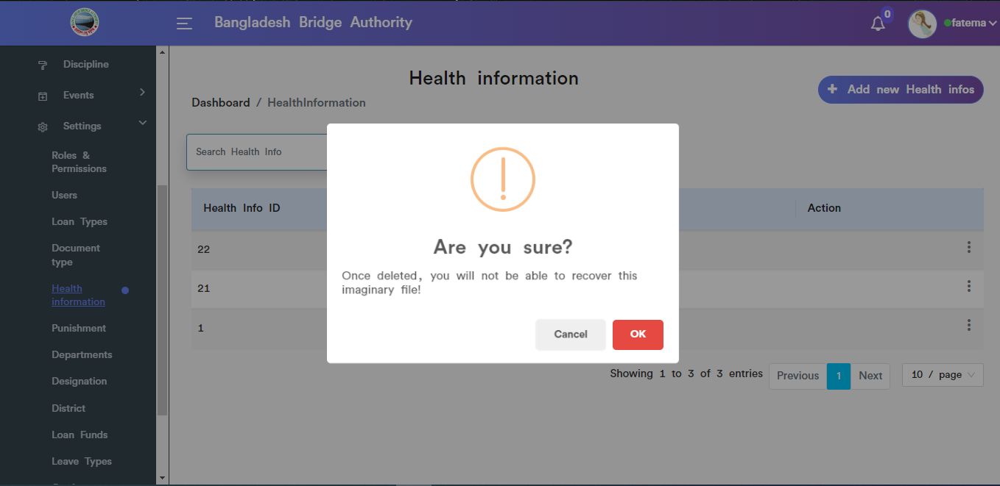 Bangladesh Bridge Authority
0
fatema
Discipline
Events
Settings
Roles &
Permissions
Users
Loan Types
Document
type
Health
information
Punishment
Departments
Designation
District
Loan Funds
Leave Types
Health information
Dashboard / HealthInformation
+ Add new Health infos
Search Health Info
Health Info ID
Action
22
21
1
Are you sure?
Once deleted, you will not be able to recover this
imaginary file!
Cancel
OK
Showing 1 to 3 of 3 entries
Previous
1
Next
10 / page